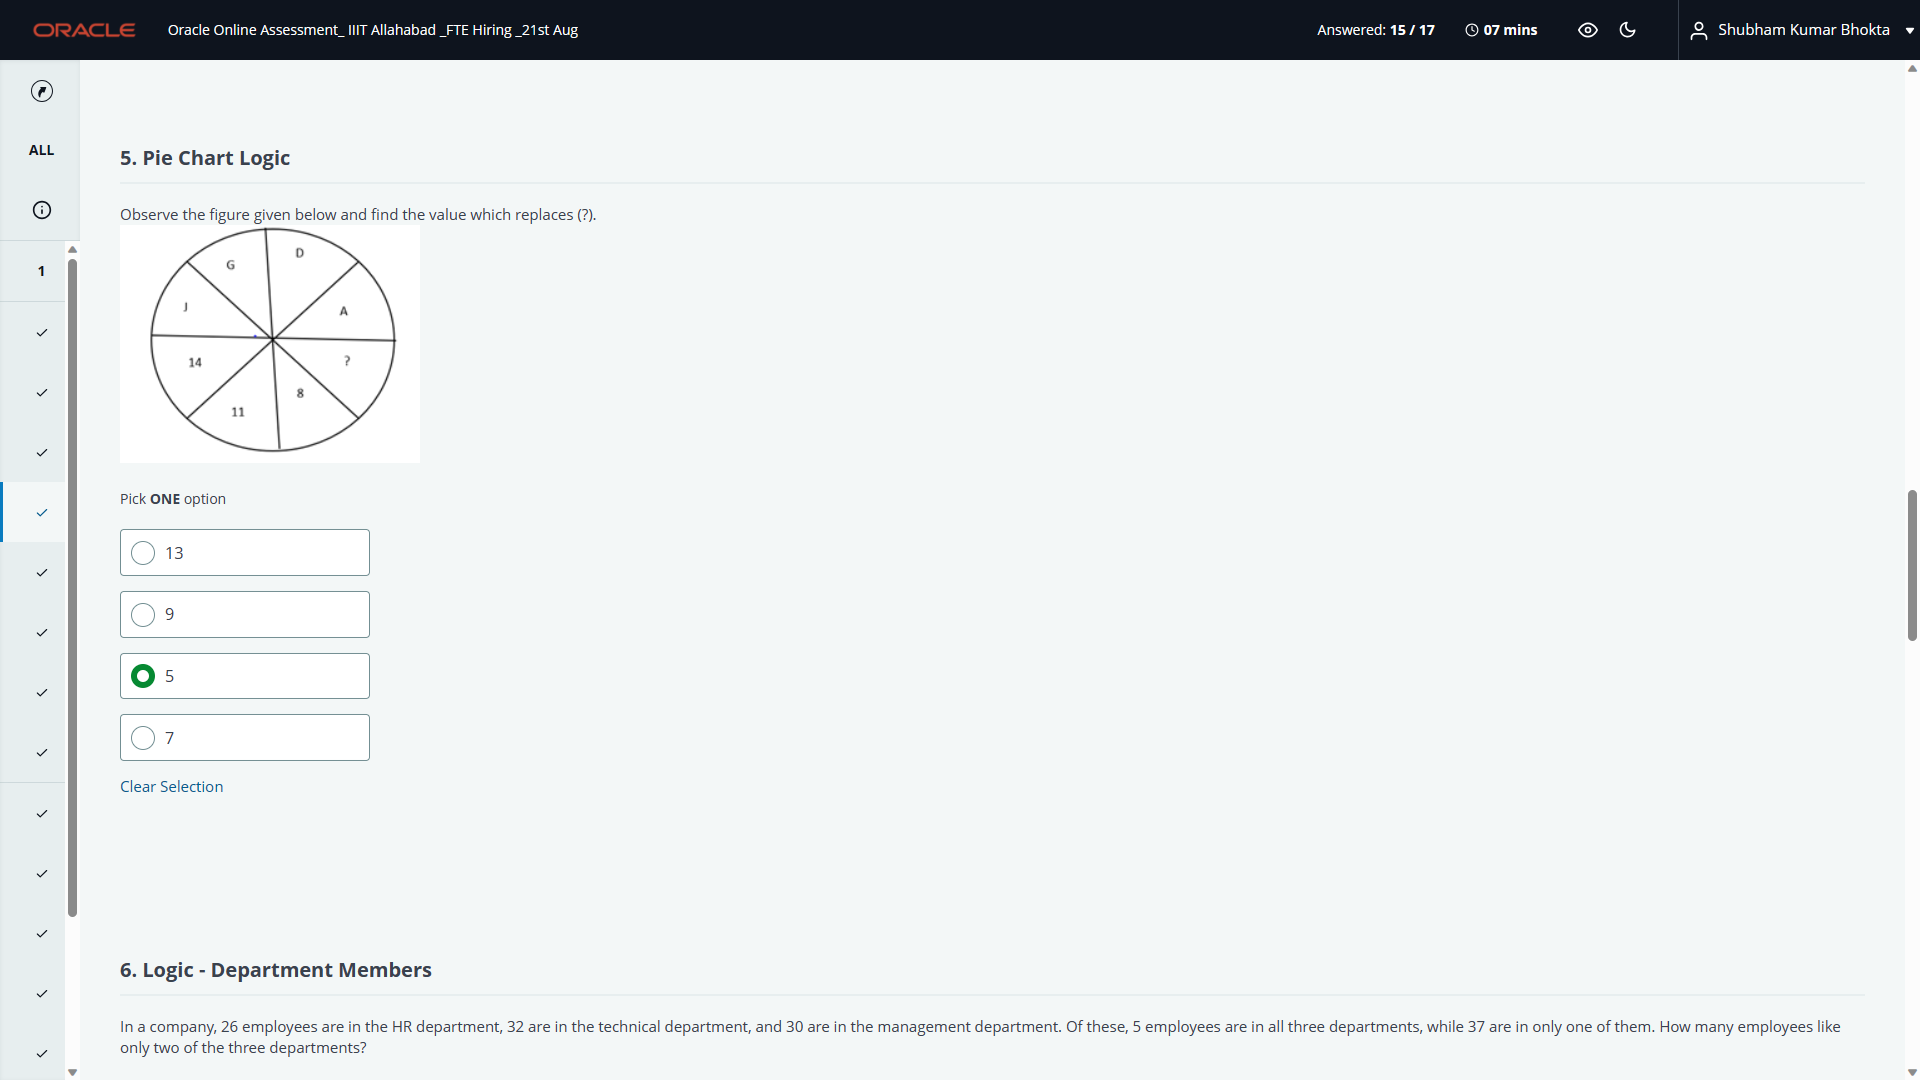 ORACLE
Oracle Online Assessment_ IIIT Allahabad _FTE Hiring _21st Aug
Answered: 15 / 17
07 mins
Shubham Kumar Bhokta
ALL
1
5. Pie Chart Logic
Observe the figure given below and find the value which replaces (?).
G
D
J
A
14
?
8
11
Pick ONE option
13
9
5
7
Clear Selection
6. Logic - Department Members
In a company, 26 employees are in the HR department, 32 are in the technical department, and 30 are in the management department. Of these, 5 employees are in all three departments, while 37 are in only one of them. How many employees like
only two of the three departments?